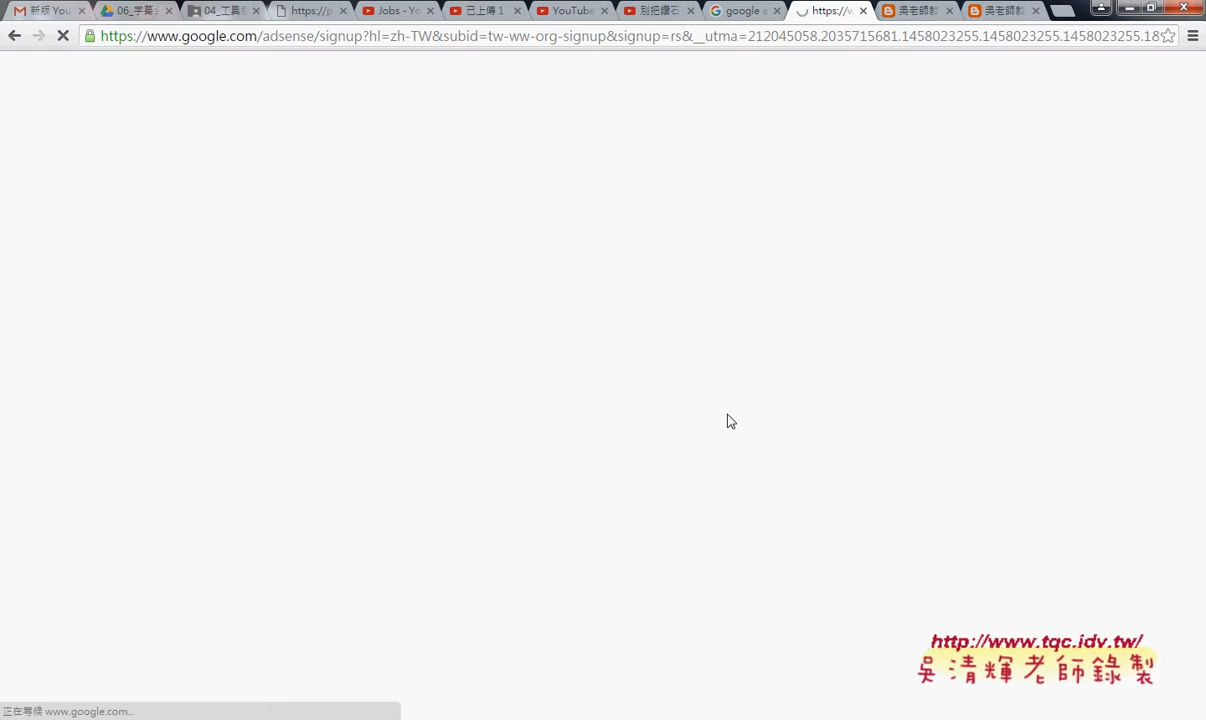 新版 You
06_字幕
04_工具
https://p
Jobs - Yo
已上傳 1
YouTube
別把鑽石
google a
https://w
吳老師教
吳老師教
https://www.google.com/adsense/signup?hl=zh-TW&subid=tw-ww-org-signup&signup=rs&__utma=212045058.2035715681.1458023255.1458023255.1458023255.18
http://www.tqc.idv.tw/
吳清輝老師錄製
正在等候 www.google.com...